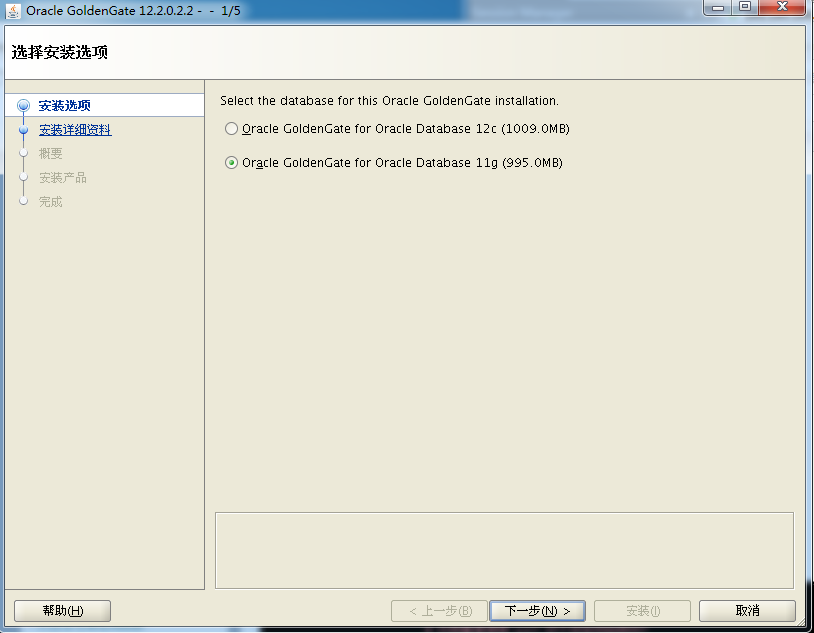 Oracle GoldenGate 12.2.0.2.2 - - 1/5
选择安装选项
安装选项
安装详细资料
概要
安装产品
完成
Select the database for this Oracle GoldenGate installation.
Oracle GoldenGate for Oracle Database 12c (1009.0MB)
Oracle GoldenGate for Oracle Database 11g (995.0MB)
帮助(H)
< 上一步(B)
下一步(N) >
安装(I)
取消